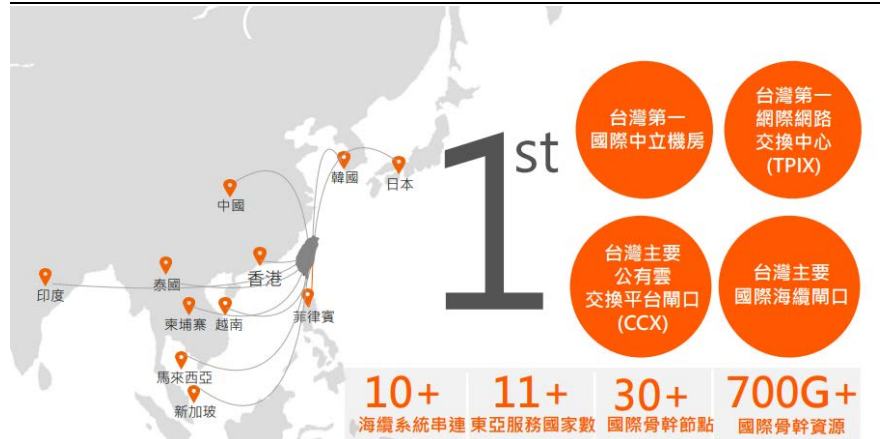 韓國
日本
中國
香港
印度
泰國
柬埔寨
越南
菲律賓
馬來西亞
新加坡
1st
台灣第一
國際中立機房
台灣第一
網際網路
交換中心
(TPIX)
台灣主要
公有雲
交換平台閘口
(CCX)
台灣主要
國際海纜閘口
10+
海纜系統串連
11+
東亞服務國家數
30+
國際骨幹節點
700G+
國際骨幹資源